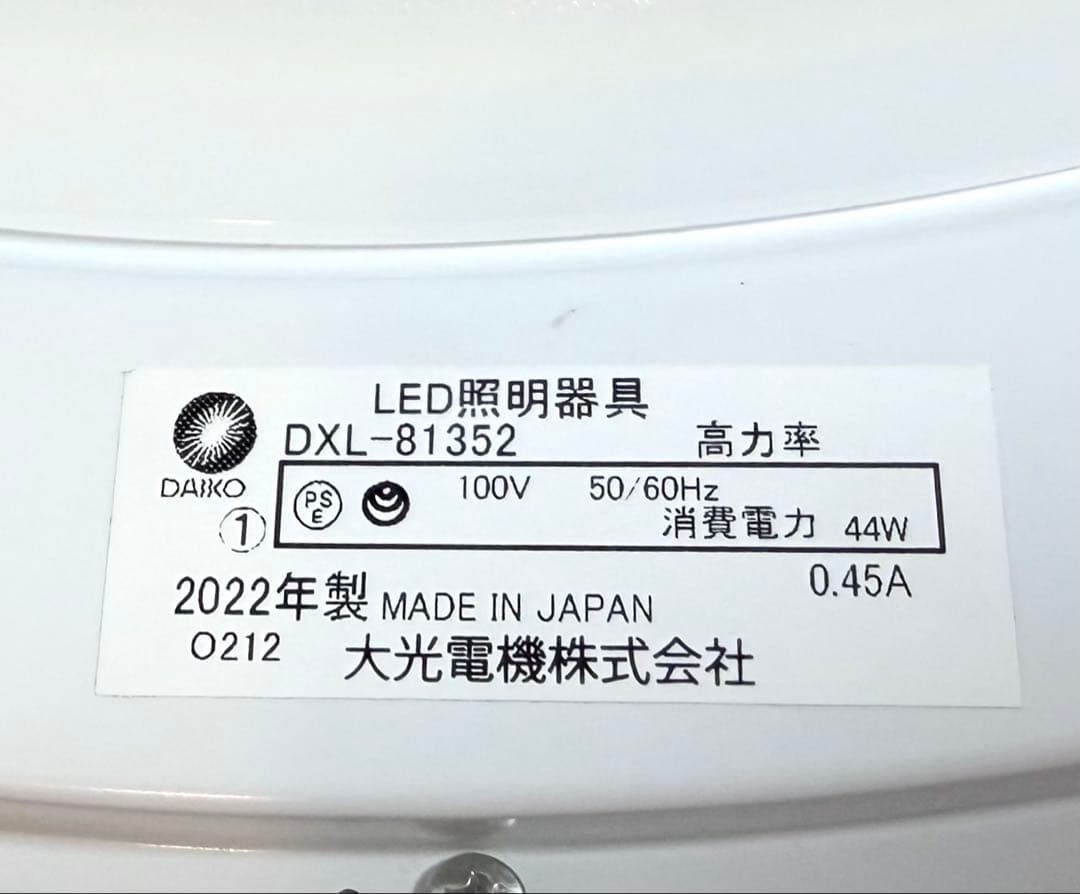 LED照明器具
DXL-81352 高力率
DAIKO
PS
E
100V 50/60Hz
消費電力 44W
①
0.45A
2022年製 MADE IN JAPAN
O212 大光電機株式会社